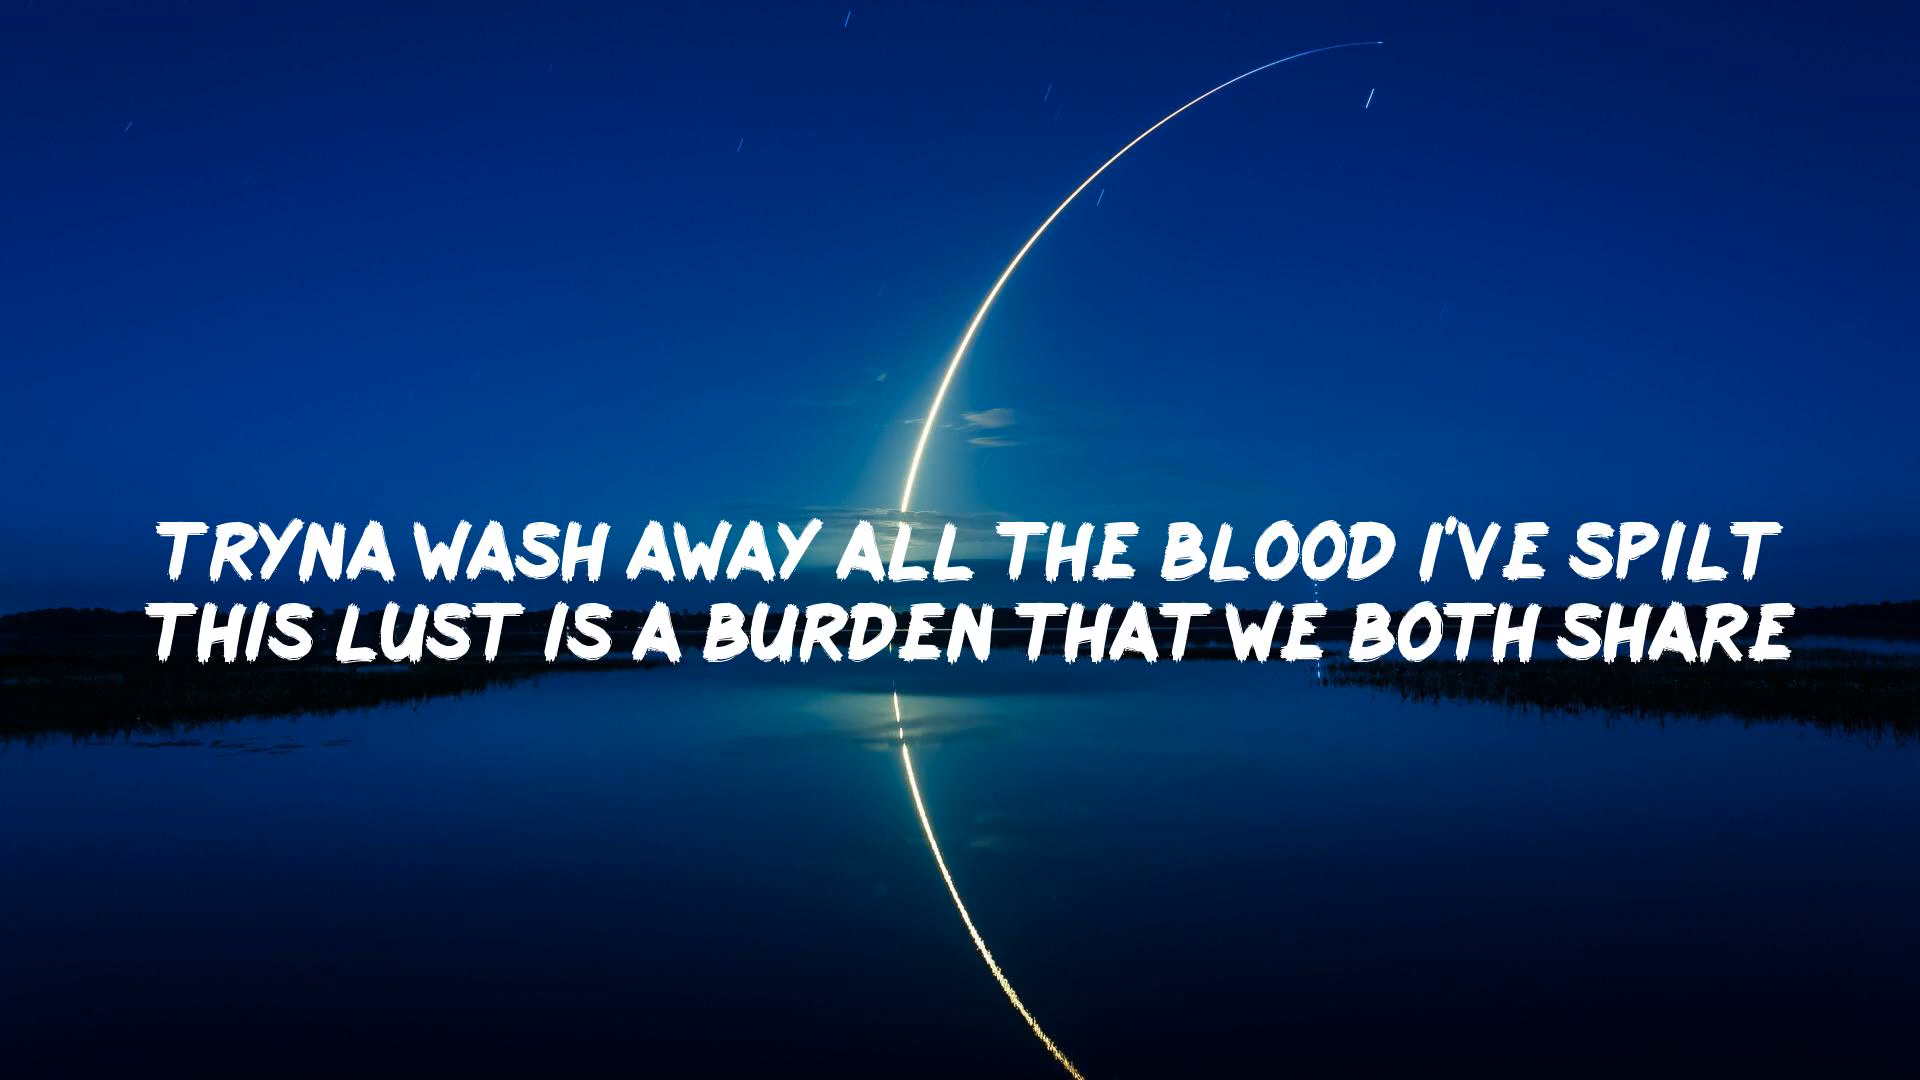 TRYNA WASH AWAY ALL THE BLOOD I'VE SPILT
THIS LUST IS A BURDEN THAT WE BOTH SHARE